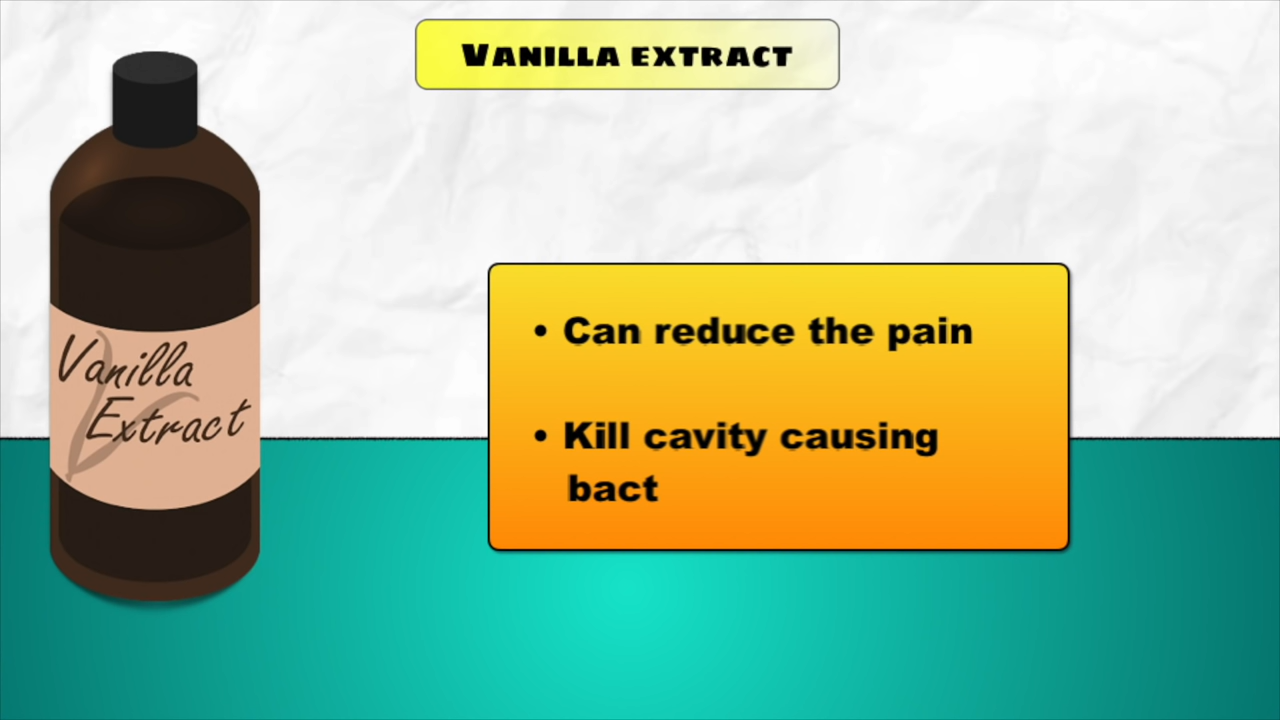 Vanilla extract
Vanilla
Extract
• Can reduce the pain
• Kill cavity causing
bact